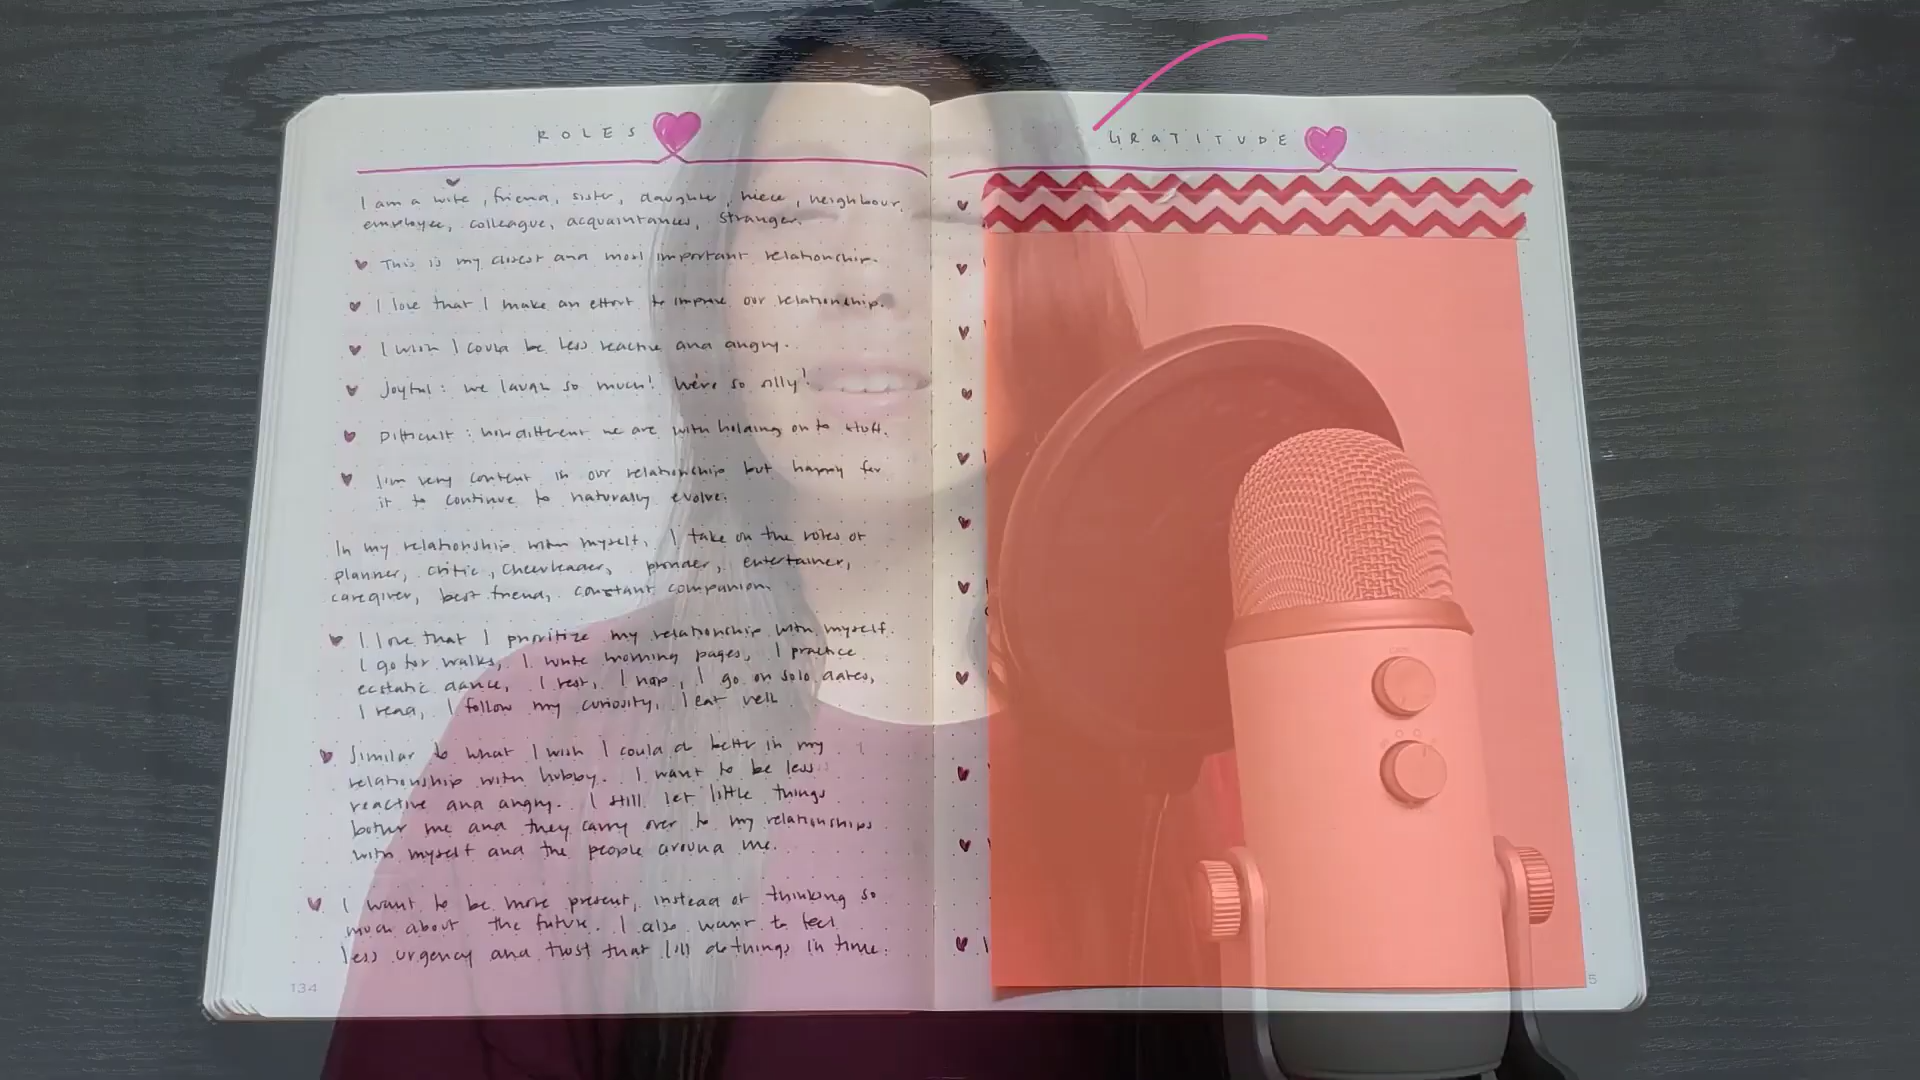 ROLES
I am a wife, friend, sister, daughter, niece, neighbour,
employee, colleague, acquaintances, stranger.
This is my closest and most important relationship.
I love that I make an effort to improve our relationship.
I wish I could be less reactive and angry.
Joyful: we laugh so much! We're so silly!
Difficult: how different we are with holding on to stuff.
I'm very content in our relationship but happy for
it to continue to naturally evolve.
In my relationship with myself, I take on the roles of
planner, critic, cheerleader, provider, entertainer,
caregiver, best friend, constant companion.
I love that I prioritize my relationship with myself.
I go for walks, I write morning pages, I practice
ecstatic dance, I rest, I nap, I go on solo dates,
I read, I follow my curiosity, I eat well
Similar to what I wish I could do better in my
relationship with hubby. I want to be less
reactive and angry. I still let little things
bother me and they carry over to my relationships
with myself and the people around me.
I want to be more present, instead of thinking so
much about the future. I also want to feel
less urgency and trust that I'll do things in time.
134
GRATITUDE
5